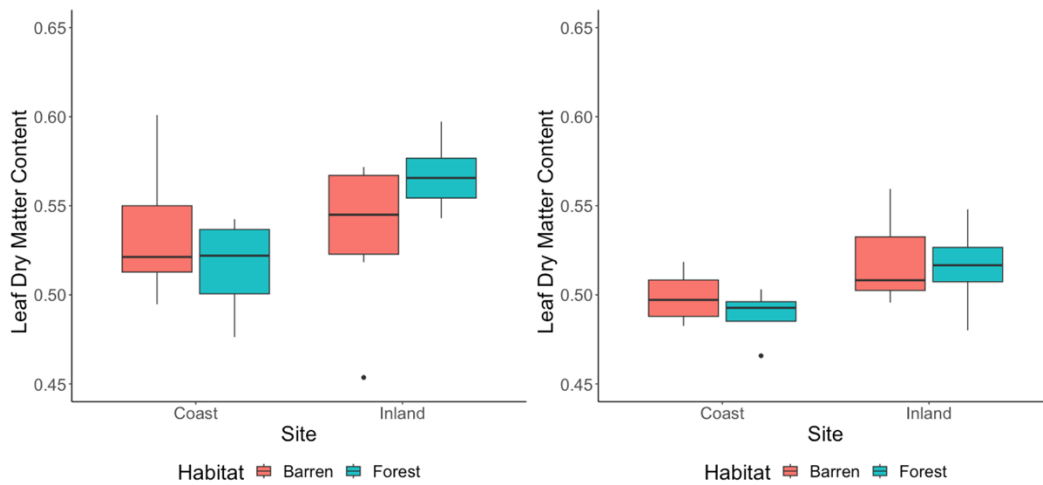 0.65
0.60
0.55
0.50
0.45
Leaf Dry Matter Content
Coast
Inland
Site
Habitat Barren Forest
0.65
0.60
0.55
0.50
0.45
Leaf Dry Matter Content
Coast
Inland
Site
Habitat Barren Forest